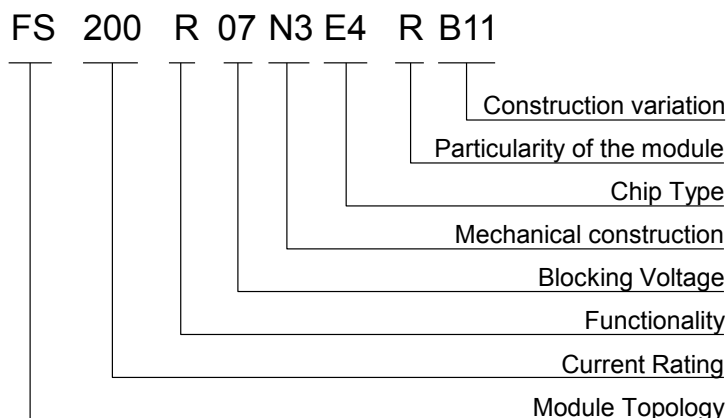 FS 200 R 07 N3 E4 R B11
Construction variation
Particularity of the module
Chip Type
Mechanical construction
Blocking Voltage
Functionality
Current Rating
Module Topology